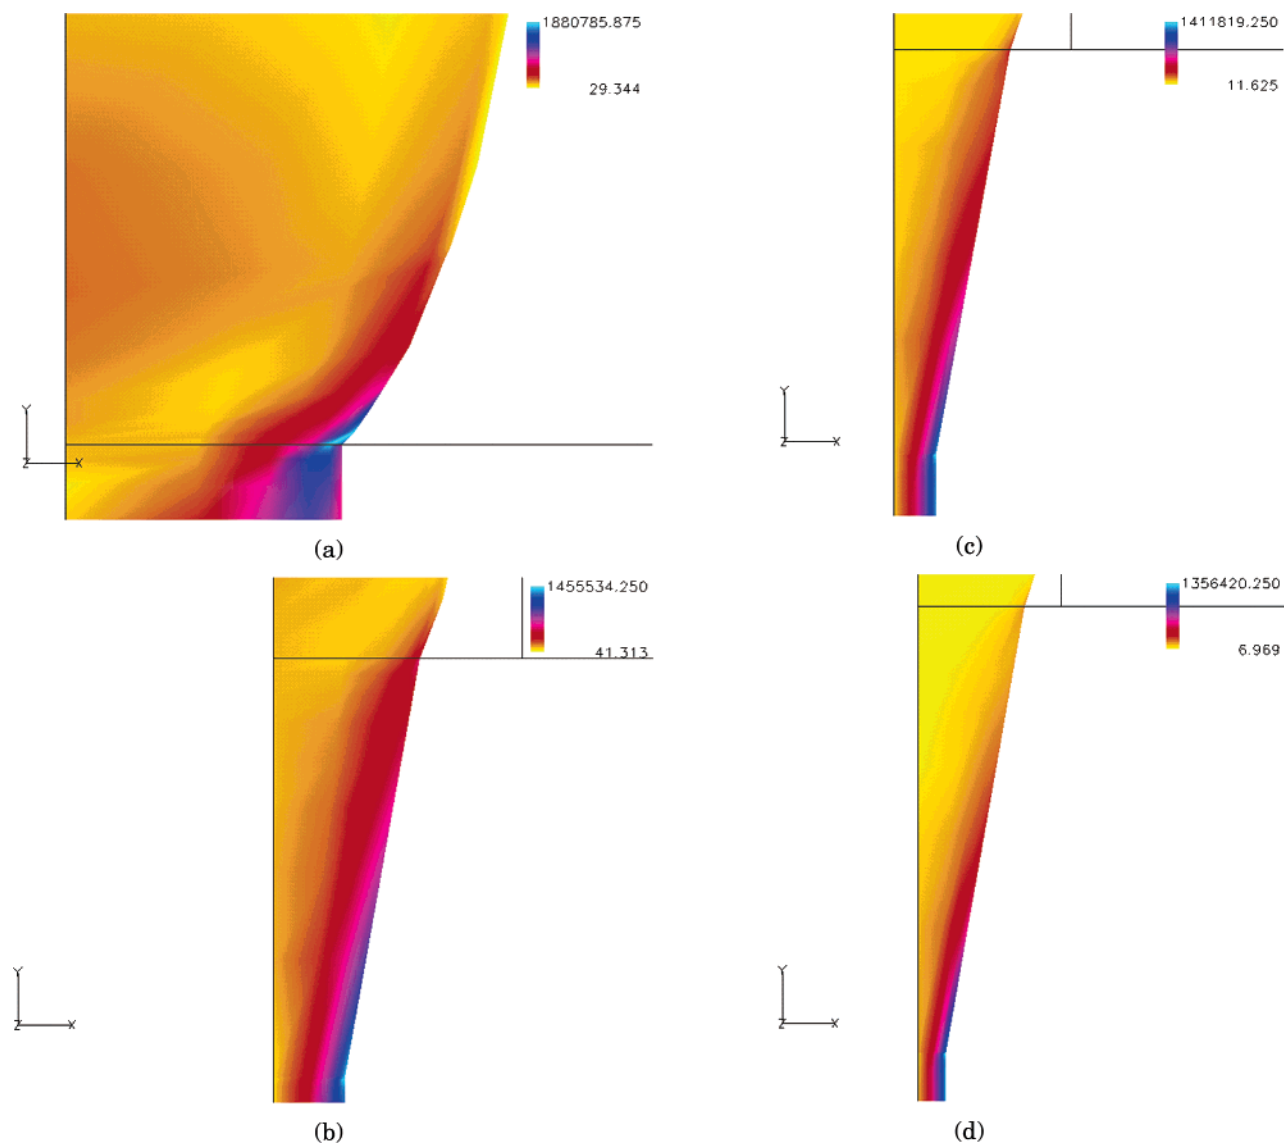 1880785.875
29.344
Y
Z X
(a)
1411819.250
11.625
Y
Z X
(c)
1455534.250
41.313
Y
Z X
(b)
1356420.250
6.969
Y
Z X
(d)